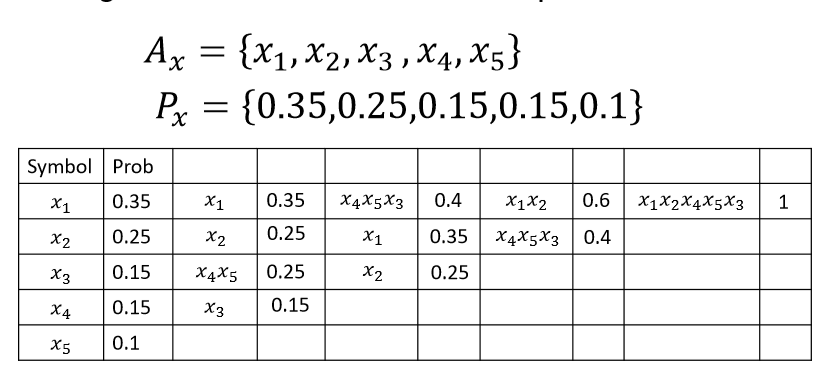 A_x = {x_1, x_2, x_3 , x_4, x_5}
P_x = {0.35,0.25,0.15,0.15,0.1}
Symbol Prob
x_1 0.35 x_1 0.35 x_4x_5x_3 0.4 x_1x_2 0.6 x_1x_2x_4x_5x_3 1
x_2 0.25 x_2 0.25 x_1 0.35 x_4x_5x_3 0.4
x_3 0.15 x_4x_5 0.25 x_2 0.25
x_4 0.15 x_3 0.15
x_5 0.1